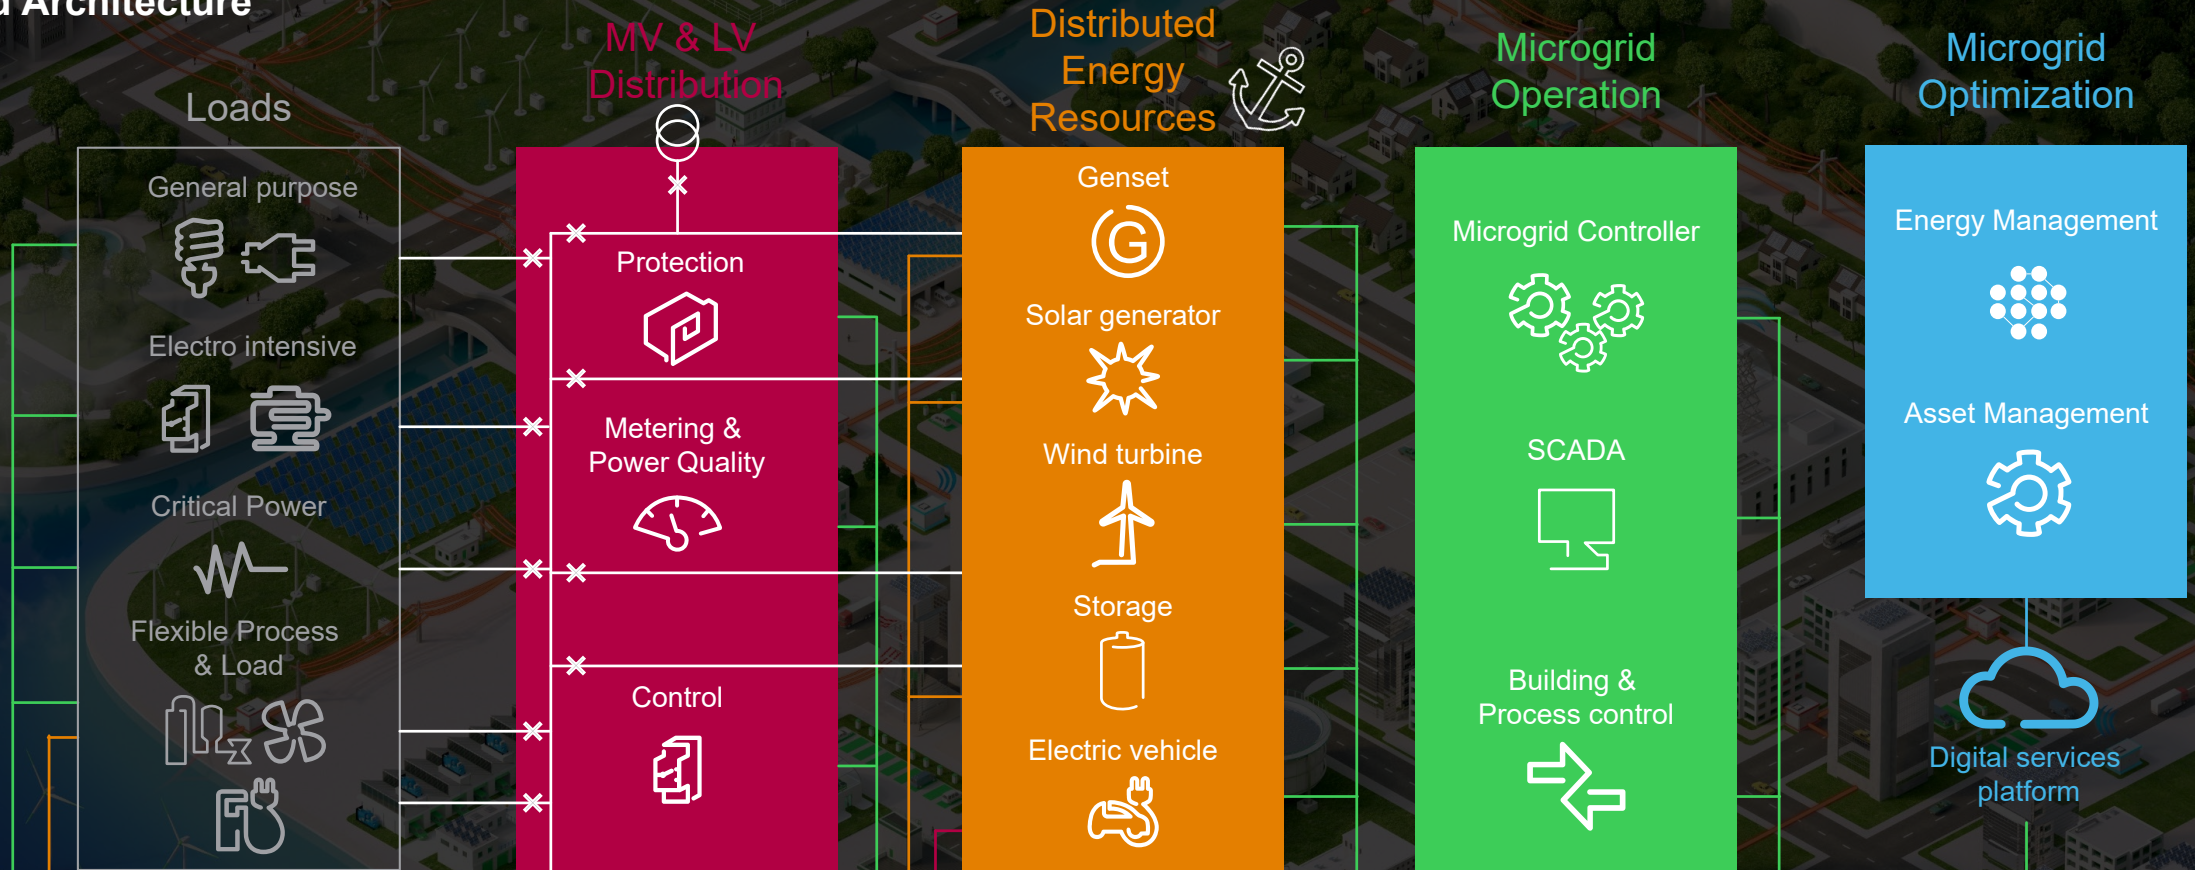 d Architecture
Loads
General purpose
Electro intensive
Critical Power
Flexible Process
& Load
MV & LV
Distribution
Protection
Metering &
Power Quality
Control
Distributed
Energy
Resources
Genset
G
Solar generator
Wind turbine
Storage
Electric vehicle
Microgrid
Operation
Microgrid Controller
SCADA
Building &
Process control
Microgrid
Optimization
Energy Management
Asset Management
Digital services
platform